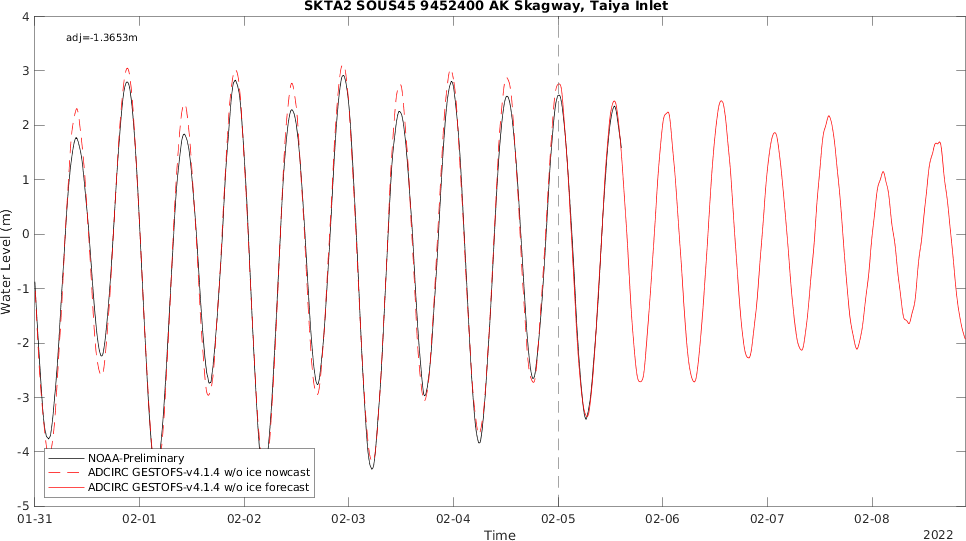 SKTA2 SOUS45 9452400 AK Skagway, Taiya Inlet
adj=-1.3653m
4
3
2
1
0
-1
-2
-3
-4
-5
Water Level (m)
NOAA-Preliminary
ADCIRC GESTOFS-v4.1.4 w/o ice nowcast
ADCIRC GESTOFS-v4.1.4 w/o ice forecast
01-31 02-01 02-02 02-03 02-04 02-05 02-06 02-07 02-08
Time
2022